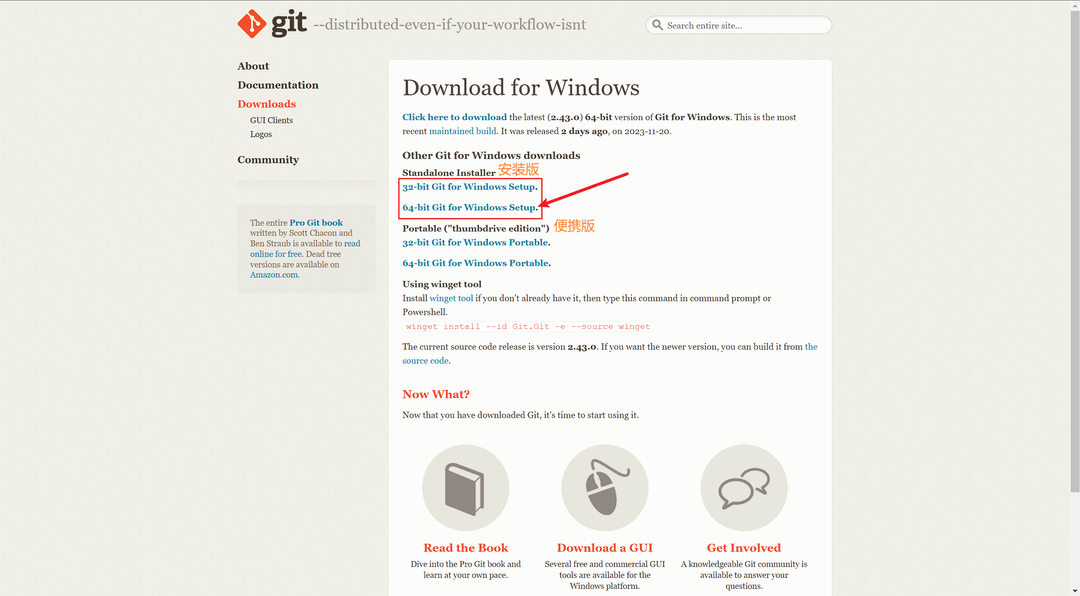 git --distributed-even-if-your-workflow-isnt
Search entire site...
About
Documentation
Downloads
GUI Clients
Logos
Community
The entire Pro Git book
written by Scott Chacon and
Ben Straub is available to read
online for free. Dead tree
versions are available on
Amazon.com.
Download for Windows
Click here to download the latest (2.43.0) 64-bit version of Git for Windows. This is the most
recent maintained build. It was released 2 days ago, on 2023-11-20.
Other Git for Windows downloads
Standalone Installer 安装版
32-bit Git for Windows Setup.
64-bit Git for Windows Setup.
Portable ("thumbdrive edition") 便携版
32-bit Git for Windows Portable.
64-bit Git for Windows Portable.
Using winget tool
Install winget tool if you don't already have it, then type this command in command prompt or
Powershell.
winget install --id Git.Git -e --source winget
The current source code release is version 2.43.0. If you want the newer version, you can build it from the
source code.
Now What?
Now that you have downloaded Git, it's time to start using it.
Read the Book
Dive into the Pro Git book and
learn at your own pace.
Download a GUI
Several free and commercial GUI
tools are available for the
Windows platform.
Get Involved
A knowledgeable Git community is
available to answer your
questions.